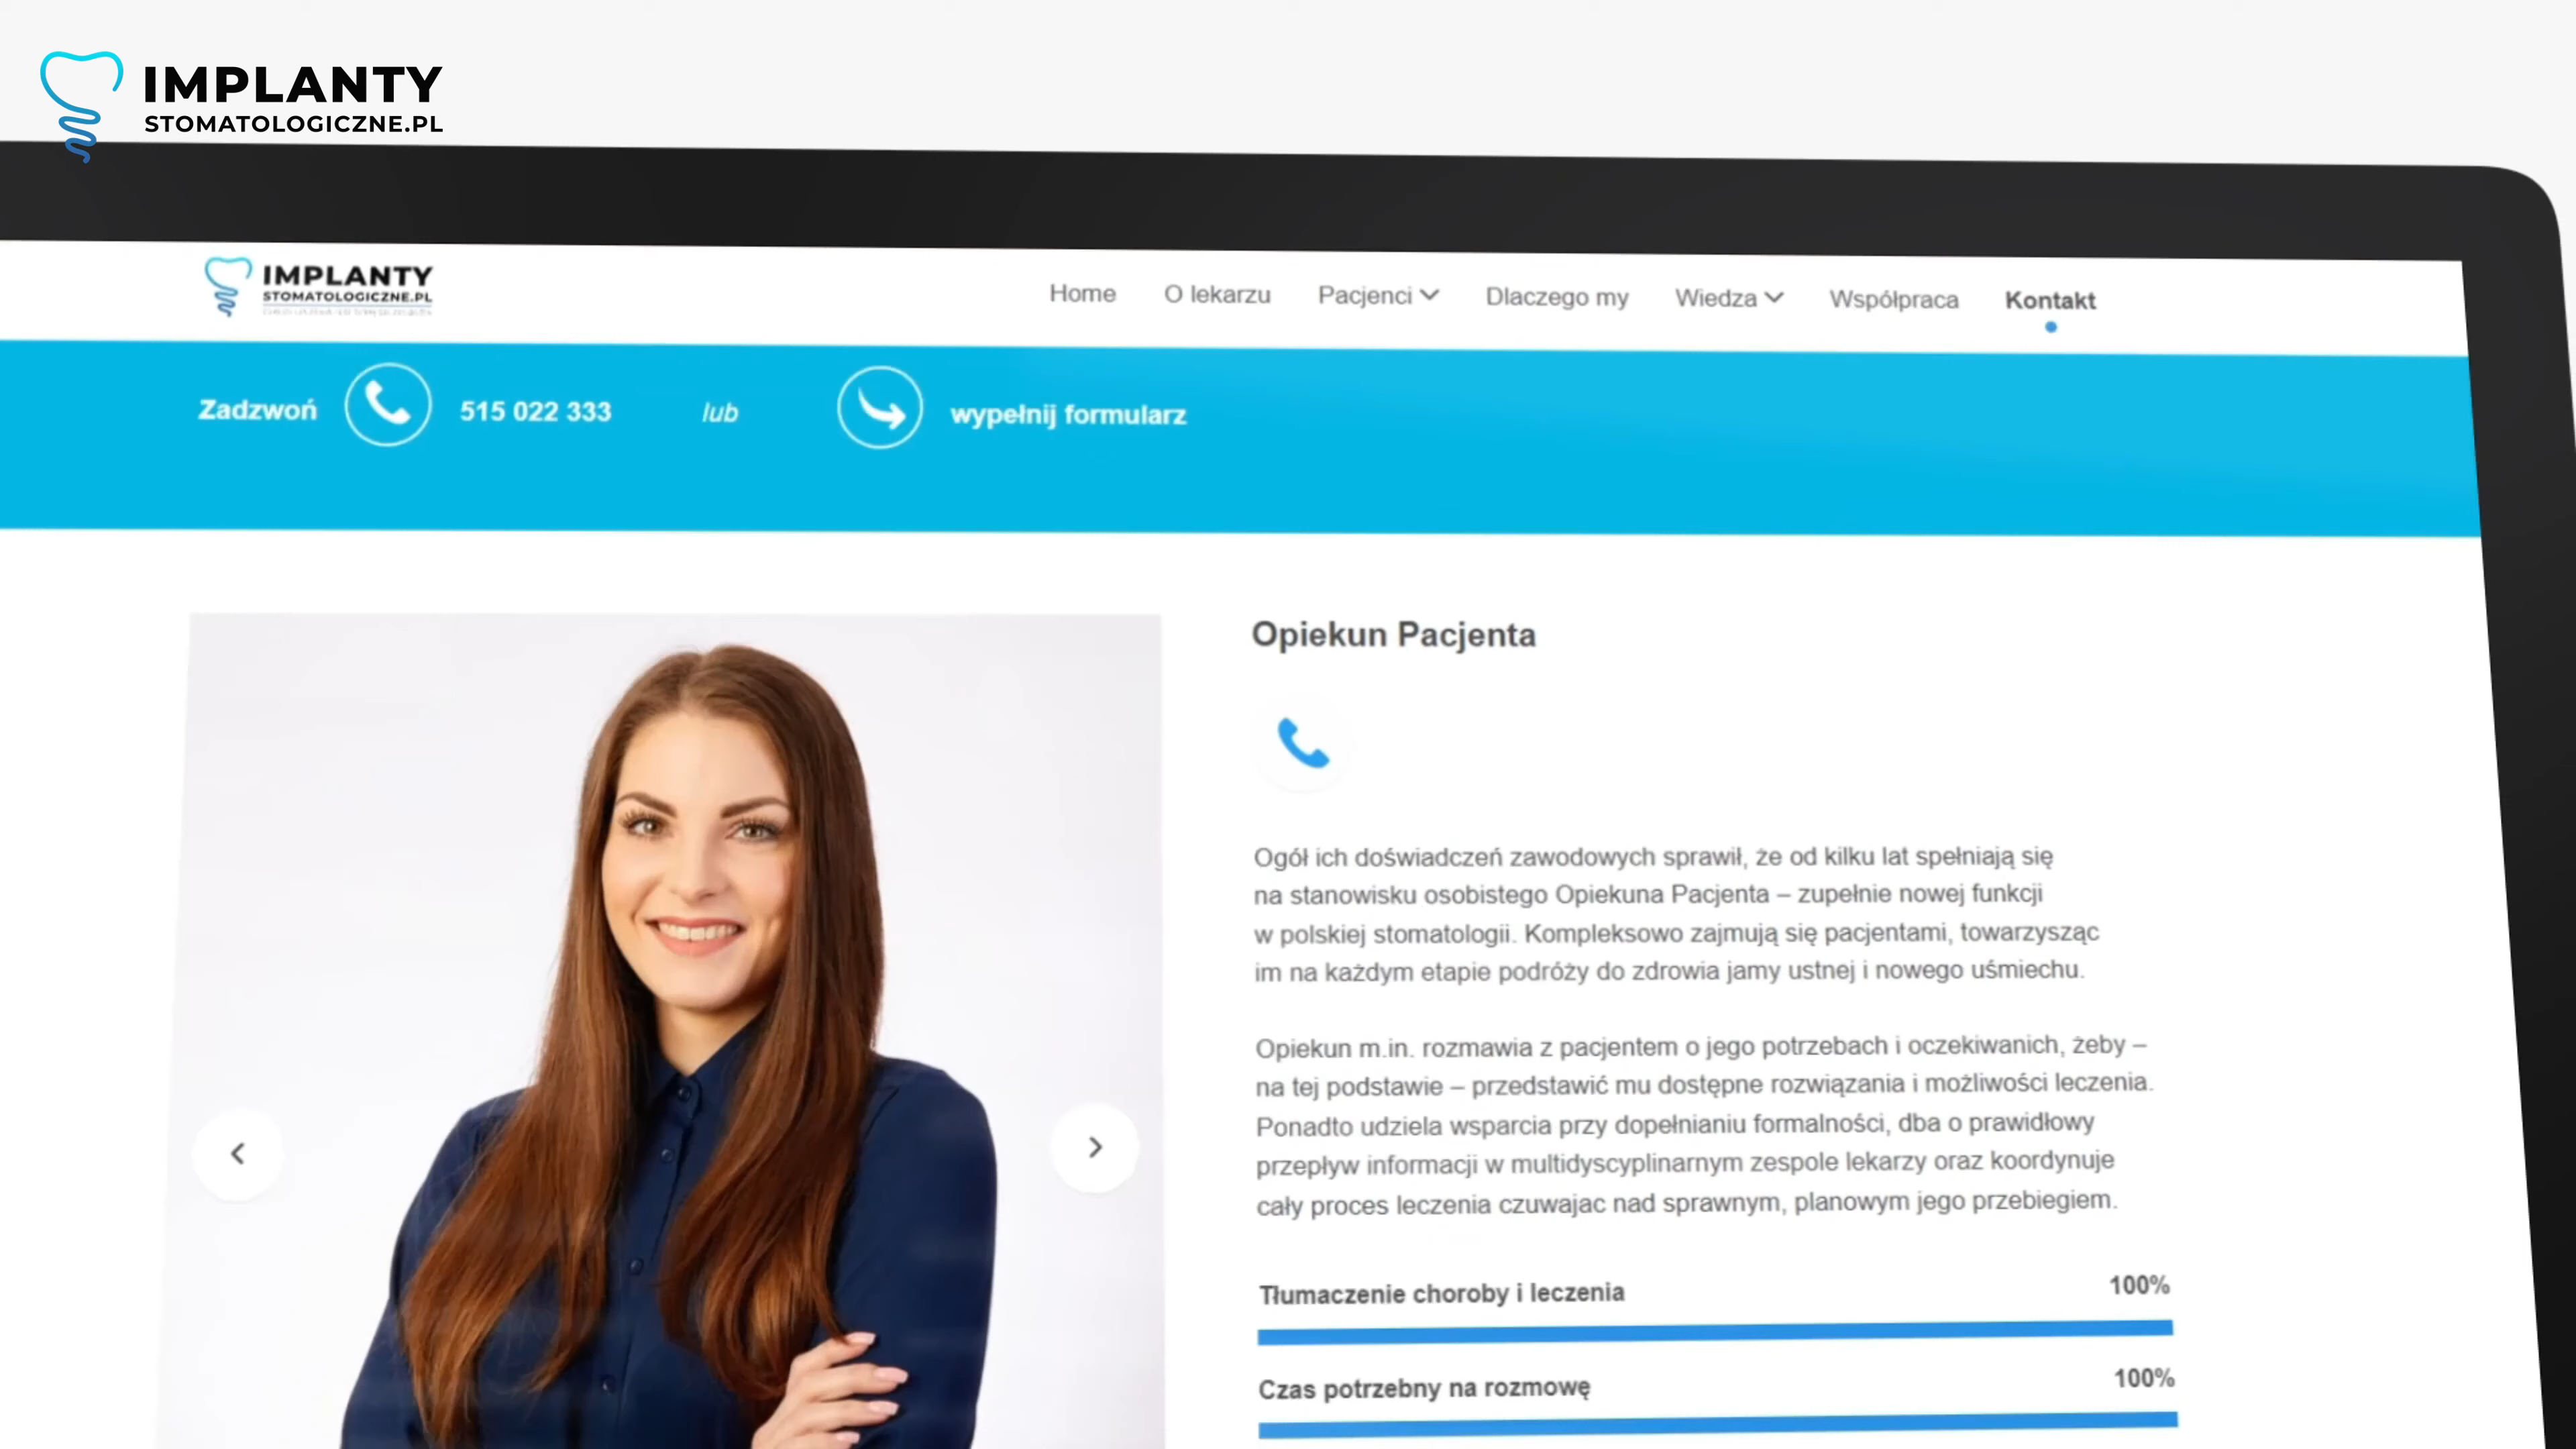 IMPLANTY
STOMATOLOGICZNE.PL
IMPLANTY
STOMATOLOGICZNE.PL
Home O lekarzu Pacjenci Dlaczego my Wiedza Współpraca Kontakt
Zadzwoń 515 022 333 lub wypełnij formularz
Opiekun Pacjenta
Ogół ich doświadczeń zawodowych sprawił, że od kilku lat spełniają się
na stanowisku osobistego Opiekuna Pacjenta – zupełnie nowej funkcji
w polskiej stomatologii. Kompleksowo zajmują się pacjentami, towarzysząc
im na każdym etapie podróży do zdrowia jamy ustnej i nowego uśmiechu.
Opiekun m.in. rozmawia z pacjentem o jego potrzebach i oczekiwanich, żeby –
na tej podstawie – przedstawić mu dostępne rozwiązania i możliwości leczenia.
Ponadto udziela wsparcia przy dopełnianiu formalności, dba o prawidłowy
przepływ informacji w multidyscyplinarnym zespole lekarzy oraz koordynuje
cały proces leczenia czuwajac nad sprawnym, planowym jego przebiegiem.
Tłumaczenie choroby i leczenia 100%
Czas potrzebny na rozmowę 100%